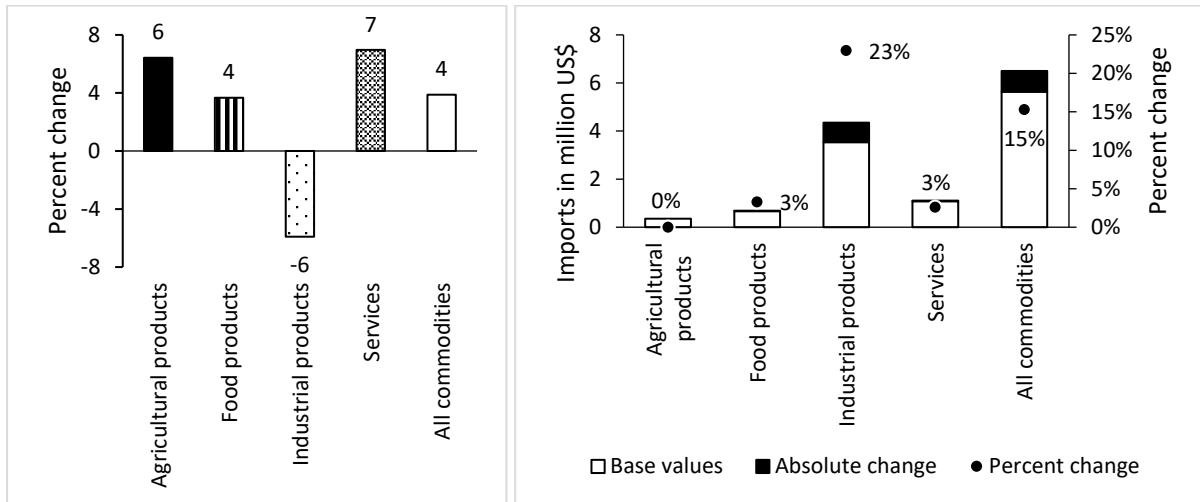 8
4
0
-4
-8
Percent change
6
4
-6
7
4
Agricultural products
Food products
Industrial products
Services
All commodities
8
6
4
2
0
Imports in million US$
0%
3%
23%
3%
15%
25%
20%
15%
10%
5%
0%
Percent change
Agricultural
products
Food products
Industrial products
Services
All commodities
Base values
Absolute change
Percent change